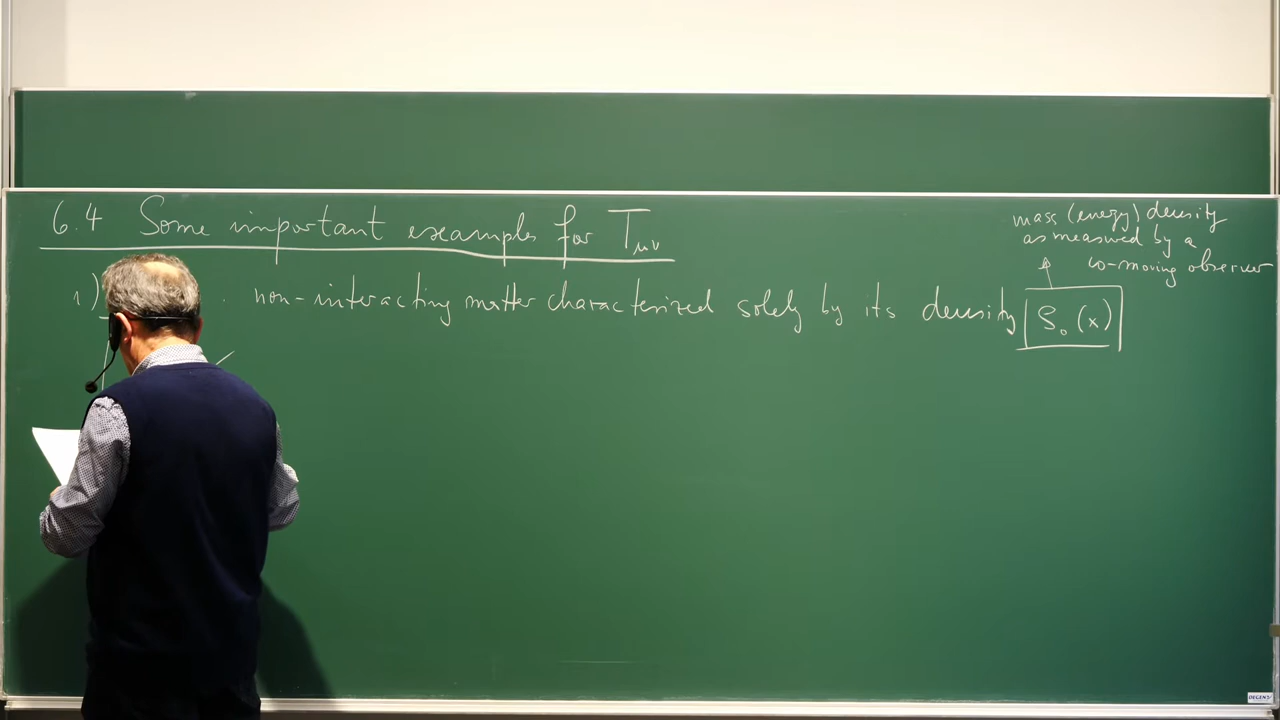 6.4 Some important examples for Tμν
mass (energy) density
as measured by a
co-moving observer
1) non-interacting matter characterized solely by its density ρ₀(x)